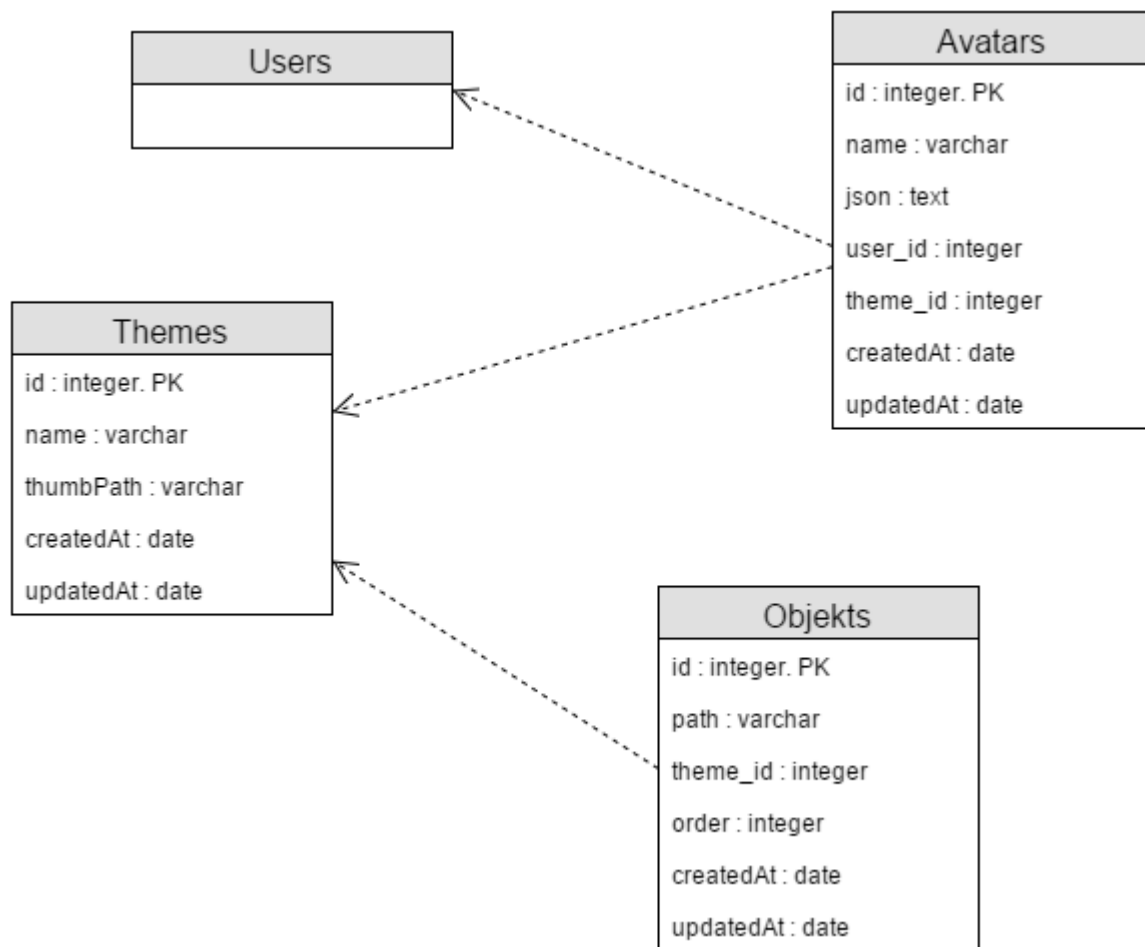 Users
Avatars
id : integer. PK
name : varchar
json : text
user_id : integer
theme_id : integer
createdAt : date
updatedAt : date
Themes
id : integer. PK
name : varchar
thumbPath : varchar
createdAt : date
updatedAt : date
Objekts
id : integer. PK
path : varchar
theme_id : integer
order : integer
createdAt : date
updatedAt : date